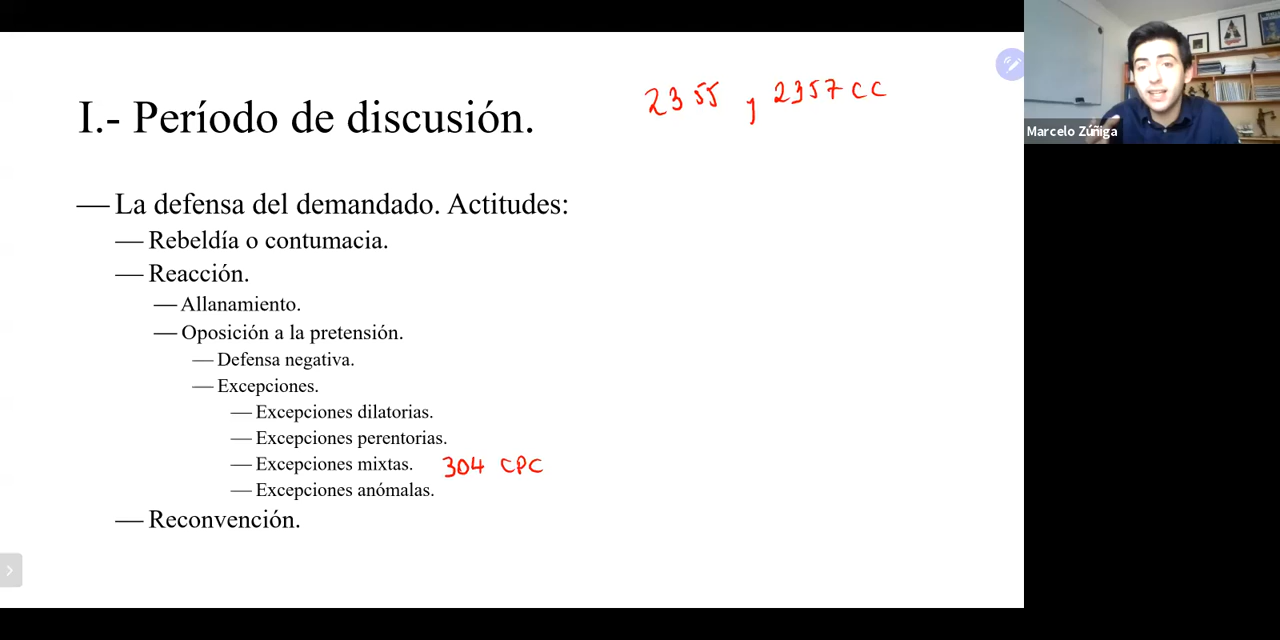 2355 y 2357 CC
I.- Período de discusión.
— La defensa del demandado. Actitudes:
— Rebeldía o contumacia.
— Reacción.
— Allanamiento.
— Oposición a la pretensión.
— Defensa negativa.
— Excepciones.
— Excepciones dilatorias.
— Excepciones perentorias.
— Excepciones mixtas. 304 CPC
— Excepciones anómalas.
— Reconvención.
Marcelo Zúñiga